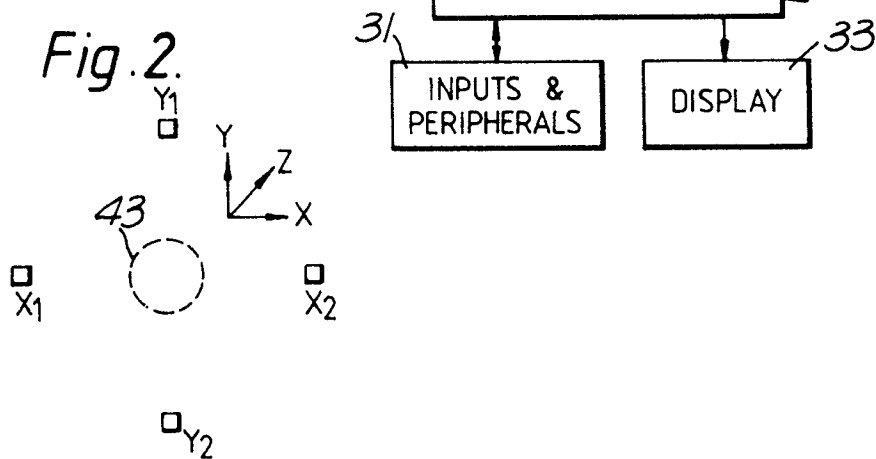 Fig. 2.
31
INPUTS &
PERIPHERALS
33
DISPLAY
Y1
Y
Z
X
43
X1
X2
Y2